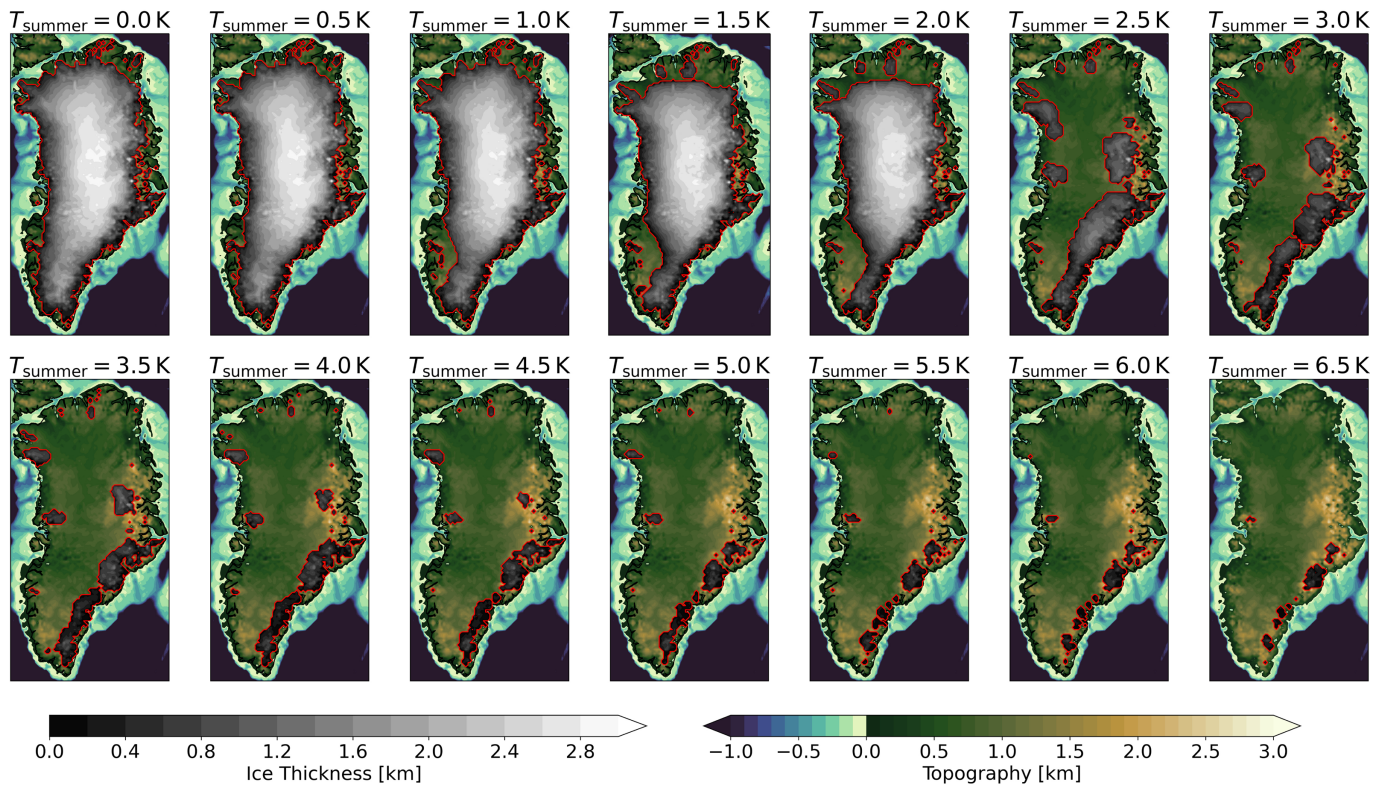 T_summer = 0.0 K T_summer = 0.5 K T_summer = 1.0 K T_summer = 1.5 K T_summer = 2.0 K T_summer = 2.5 K T_summer = 3.0 K
T_summer = 3.5 K T_summer = 4.0 K T_summer = 4.5 K T_summer = 5.0 K T_summer = 5.5 K T_summer = 6.0 K T_summer = 6.5 K
0.0 0.4 0.8 1.2 1.6 2.0 2.4 2.8
Ice Thickness [km]
−1.0 −0.5 0.0 0.5 1.0 1.5 2.0 2.5 3.0
Topography [km]